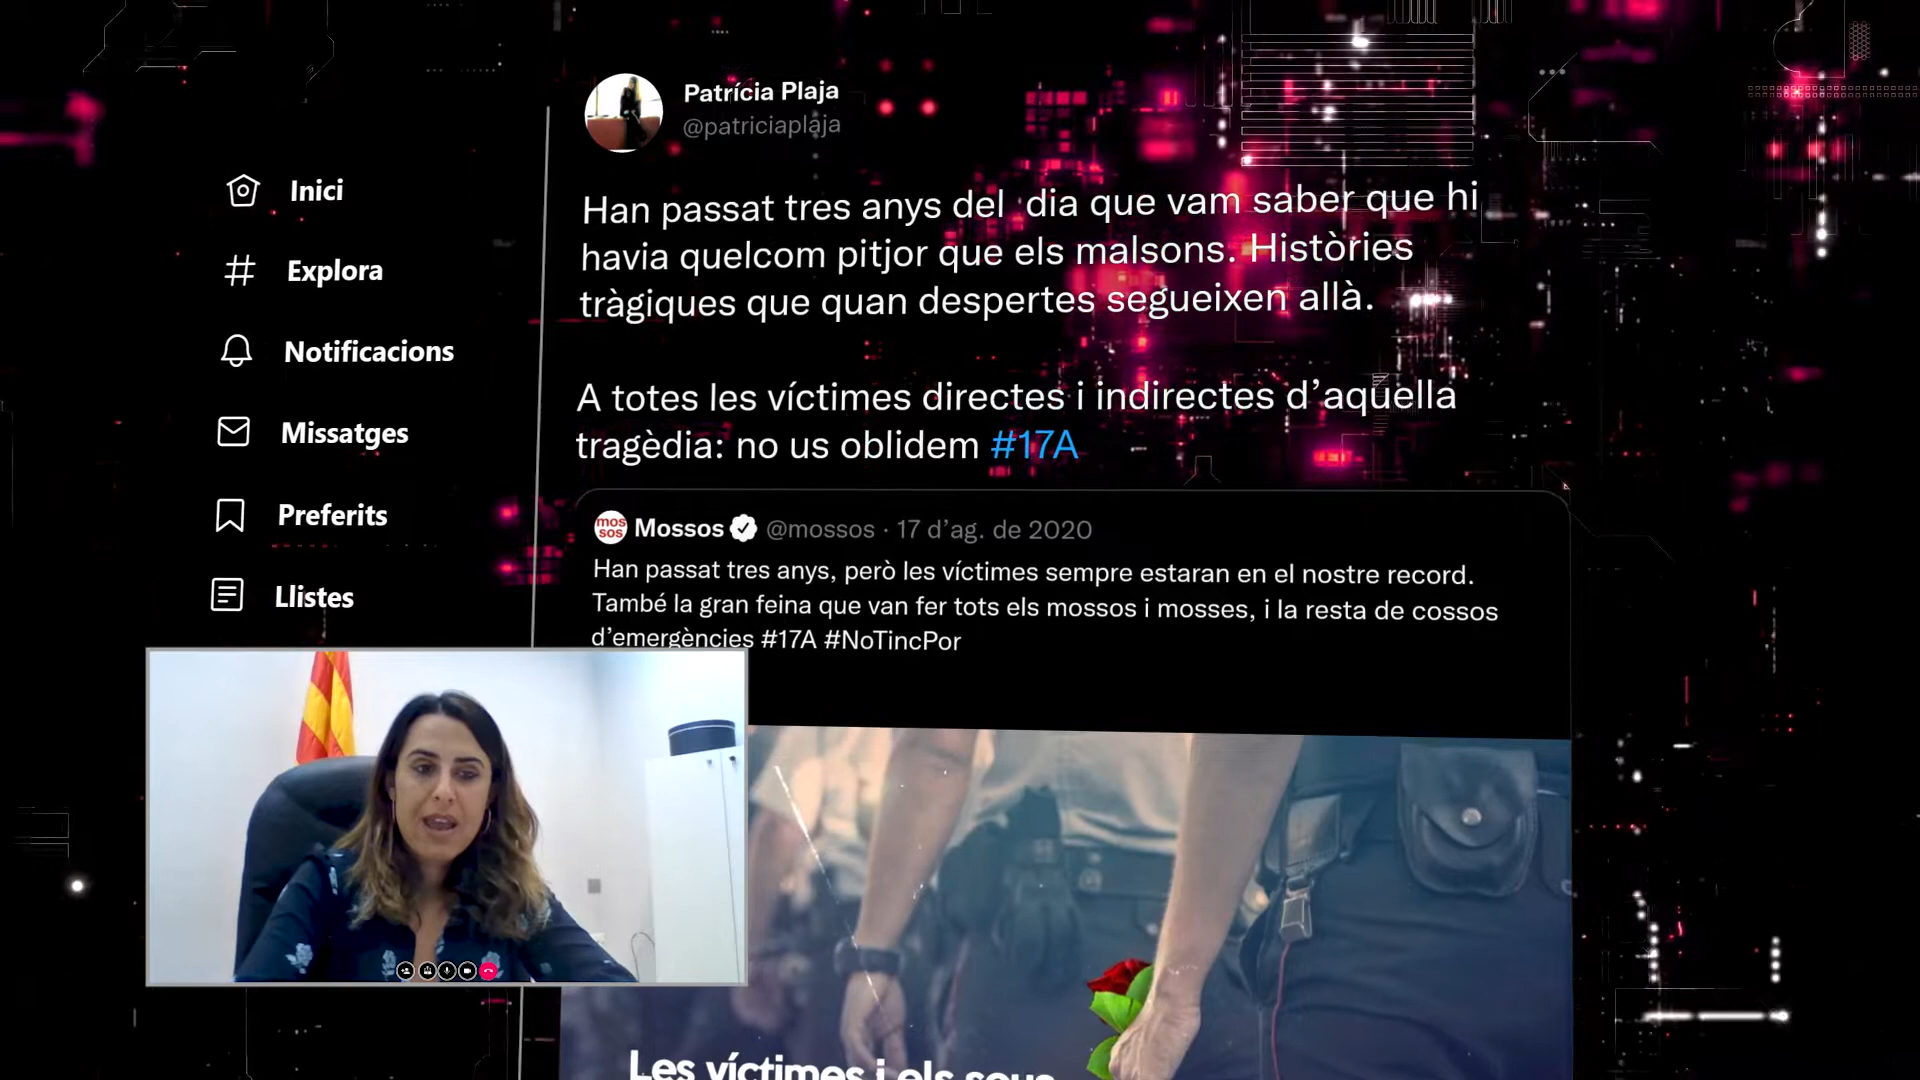 Patrícia Plaja
@patriciaplaja
Inici
Explora
Notificacions
Missatges
Preferits
Llistes
Han passat tres anys del dia que vam saber que hi
havia quelcom pitjor que els malsons. Històries
tràgiques que quan despertes segueixen allà.
A totes les víctimes directes i indirectes d’aquella
tragèdia: no us oblidem #17A
mos
sos
Mossos @mossos · 17 d’ag. de 2020
Han passat tres anys, però les víctimes sempre estaran en el nostre record.
També la gran feina que van fer tots els mossos i mosses, i la resta de cossos
d’emergències #17A #NoTincPor
Les víctimes i els seus